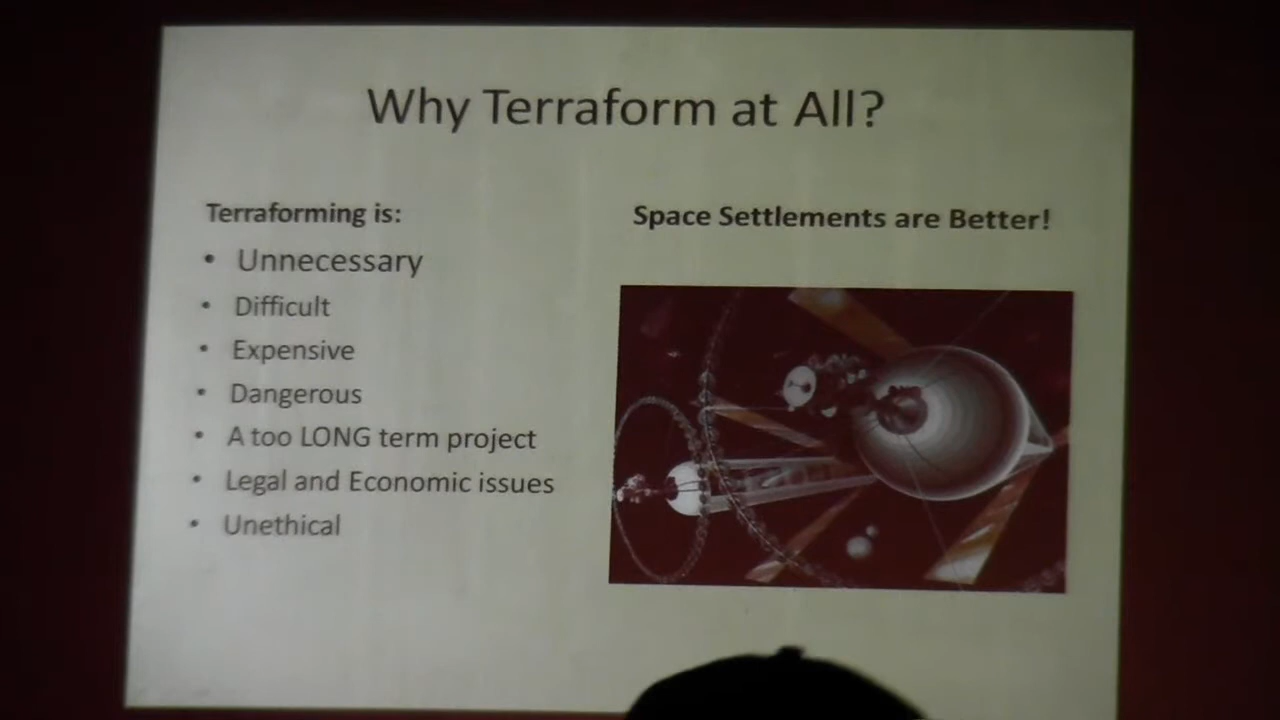 Why Terraform at All?
Terraforming is:
• Unnecessary
• Difficult
• Expensive
• Dangerous
• A too LONG term project
• Legal and Economic issues
• Unethical
Space Settlements are Better!